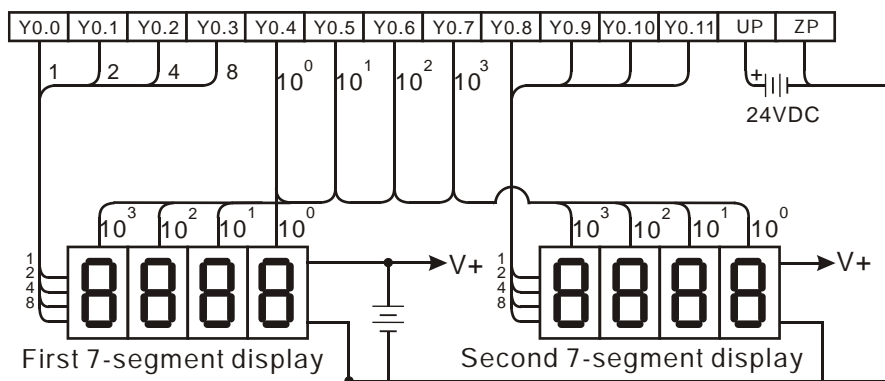 Y0.0 Y0.1 Y0.2 Y0.3 Y0.4 Y0.5 Y0.6 Y0.7 Y0.8 Y0.9 Y0.10 Y0.11 UP ZP
1 2 4 8 10⁰ 10¹ 10² 10³ +
24VDC
10³ 10² 10¹ 10⁰ 10³ 10² 10¹ 10⁰
1 2 4 8 8888 V+ 1 2 4 8 8888 V+
First 7-segment display Second 7-segment display